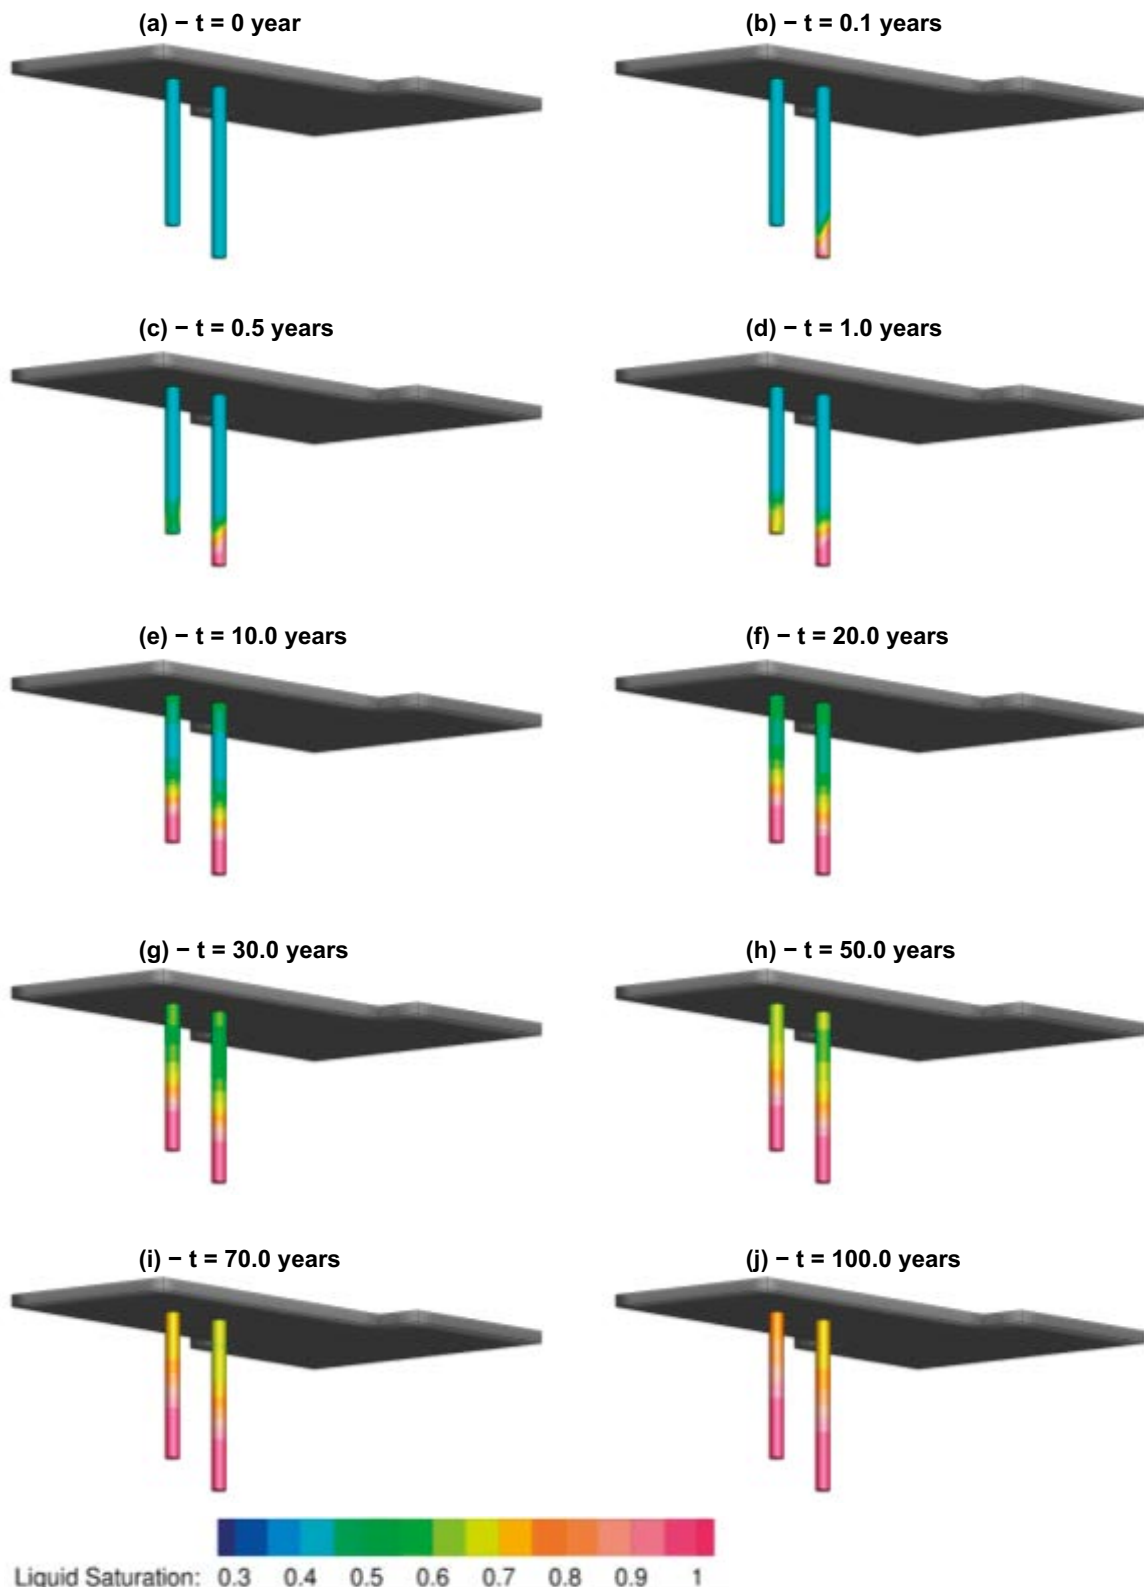 (a) − t = 0 year
(b) − t = 0.1 years
(c) − t = 0.5 years
(d) − t = 1.0 years
(e) − t = 10.0 years
(f) − t = 20.0 years
(g) − t = 30.0 years
(h) − t = 50.0 years
(i) − t = 70.0 years
(j) − t = 100.0 years
Liquid Saturation: 0.3 0.4 0.5 0.6 0.7 0.8 0.9 1